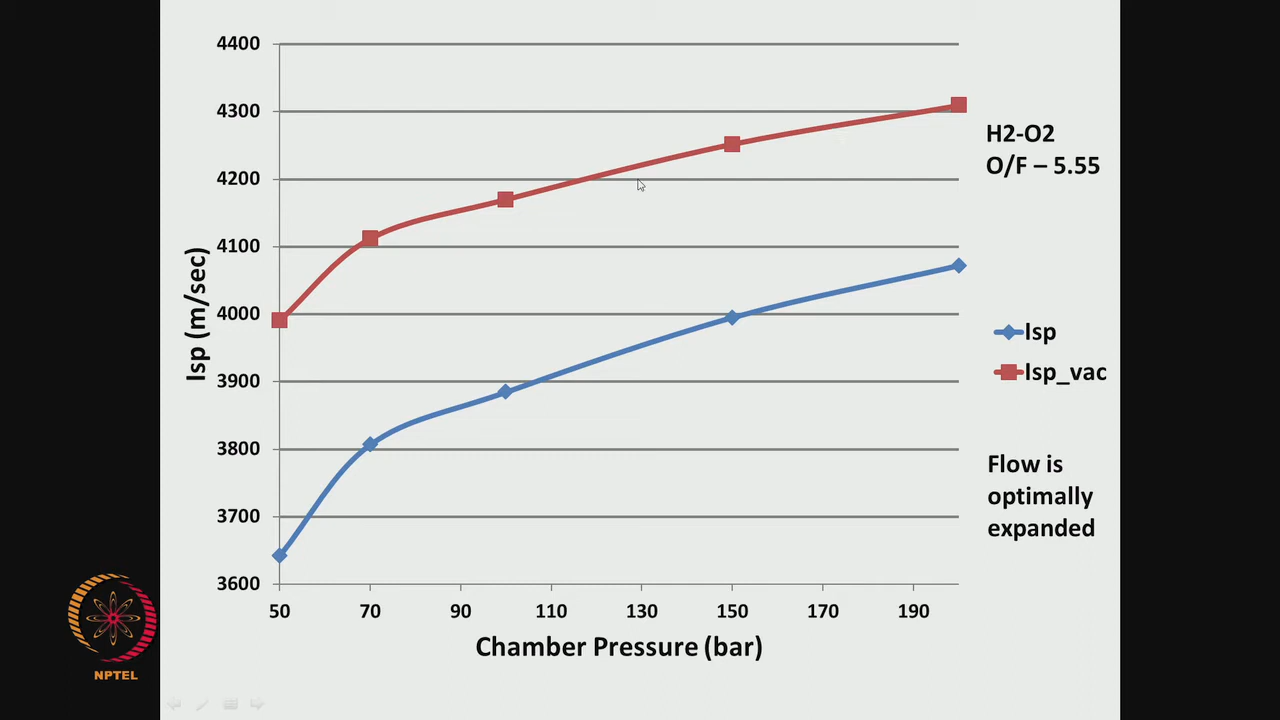 4400
4300
4200
4100
4000
3900
3800
3700
3600
Isp (m/sec)
50 70 90 110 130 150 170 190
Chamber Pressure (bar)
H2-O2
O/F – 5.55
Isp
Isp_vac
Flow is
optimally
expanded
NPTEL